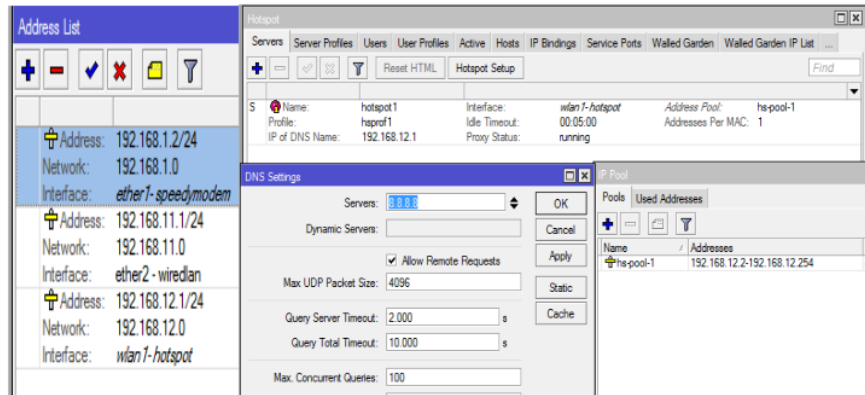 Address List
Address: 192.168.1.2/24
Network: 192.168.1.0
Interface: ether1-speedymodem
Address: 192.168.11.1/24
Network: 192.168.11.0
Interface: ether2 - wiredlan
Address: 192.168.12.1/24
Network: 192.168.12.0
Interface: wlan1-hotspot
Hotspot
Servers Server Profiles Users User Profiles Active Hosts IP Bindings Service Ports Walled Garden Walled Garden IP List ...
Reset HTML Hotspot Setup Find
S Name: hotspot1 Interface: wlan1-hotspot Address Pool: hs-pool-1
Profile: hsprof1 Idle Timeout: 00:05:00 Addresses Per MAC: 1
IP of DNS Name: 192.168.12.1 Proxy Status: running
DNS Settings
Servers: 8.8.8.8 OK
Dynamic Servers: Cancel
Allow Remote Requests Apply
Max UDP Packet Size: 4096 Static
Query Server Timeout: 2.000 s Cache
Query Total Timeout: 10.000 s
Max. Concurrent Queries: 100
IP Pool
Pools Used Addresses
Name Addresses
hs-pool-1 192.168.12.2-192.168.12.254